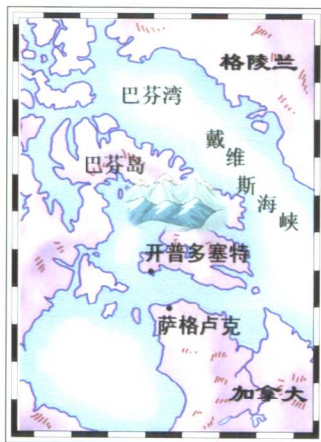 格陵兰
巴芬湾
戴维斯海峡
巴芬岛
开普多塞特
萨格卢克
加拿大